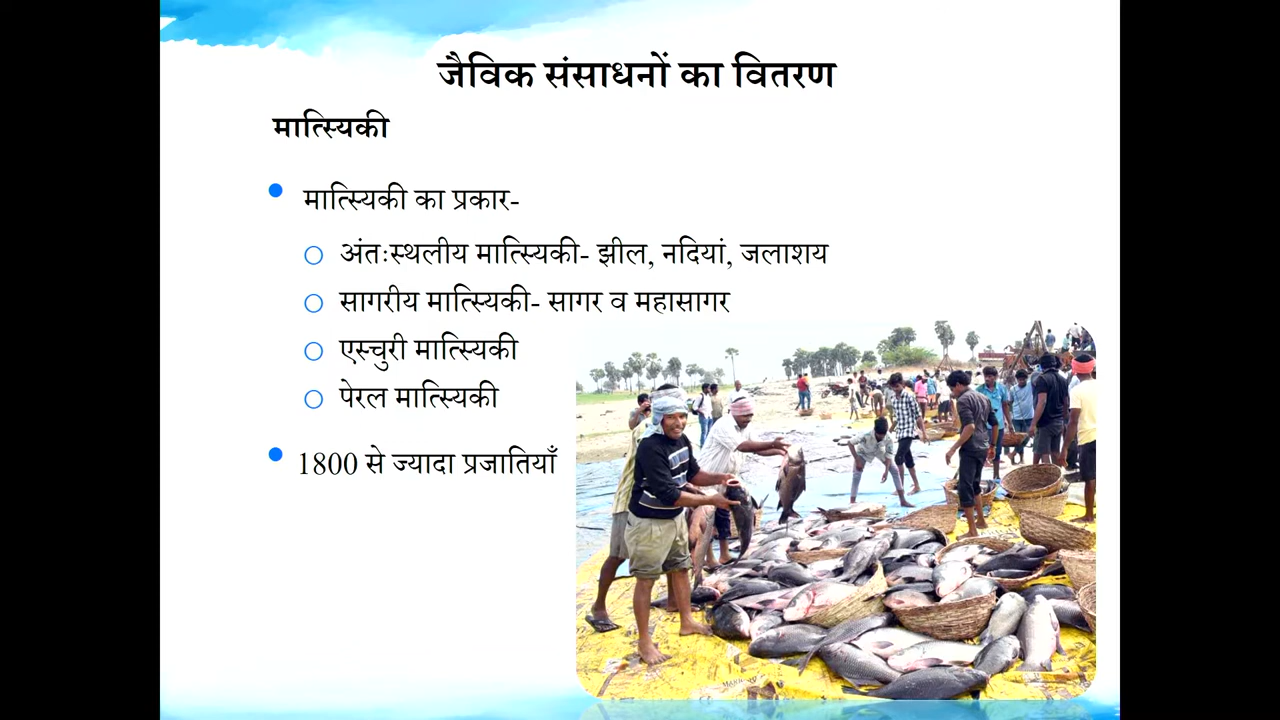 जैविक संसाधनों का वितरण
मात्स्यिकी
मात्स्यिकी का प्रकार-
अंतःस्थलीय मात्स्यिकी- झील, नदियां, जलाशय
सागरीय मात्स्यिकी- सागर व महासागर
एस्चुरी मात्स्यिकी
पेरल मात्स्यिकी
1800 से ज्यादा प्रजातियाँ